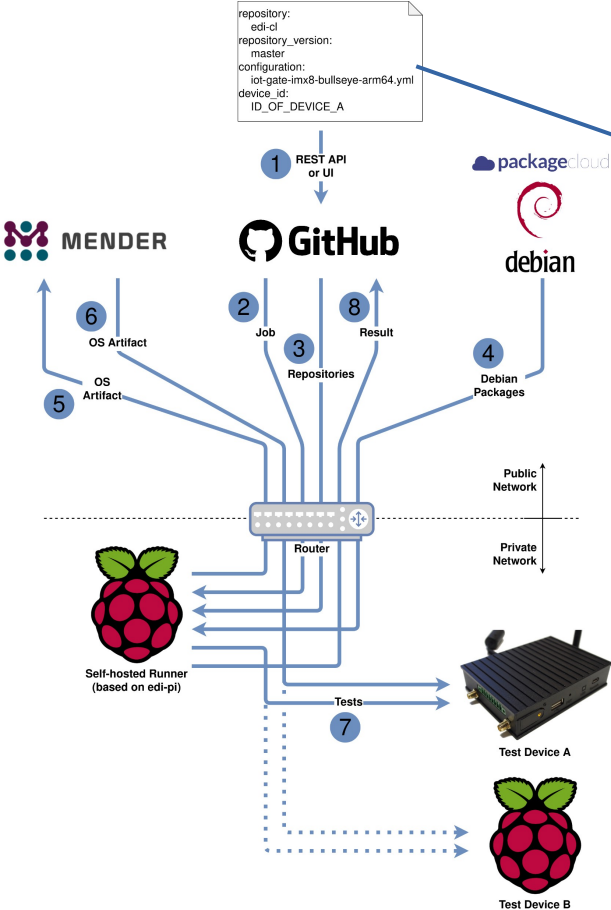 repository:
edi-cl
repository_version:
master
configuration:
iot-gate-imx8-bullseye-arm64.yml
device_id:
ID_OF_DEVICE_A
1
REST API
or UI
packagecloud
MENDER
GitHub
debian
6
OS Artifact
2
Job
3
Repositories
8
Result
4
Debian
Packages
5
OS
Artifact
Public
Network
Router
Private
Network
Self-hosted Runner
(based on edi-pi)
Tests
7
Test Device A
Test Device B